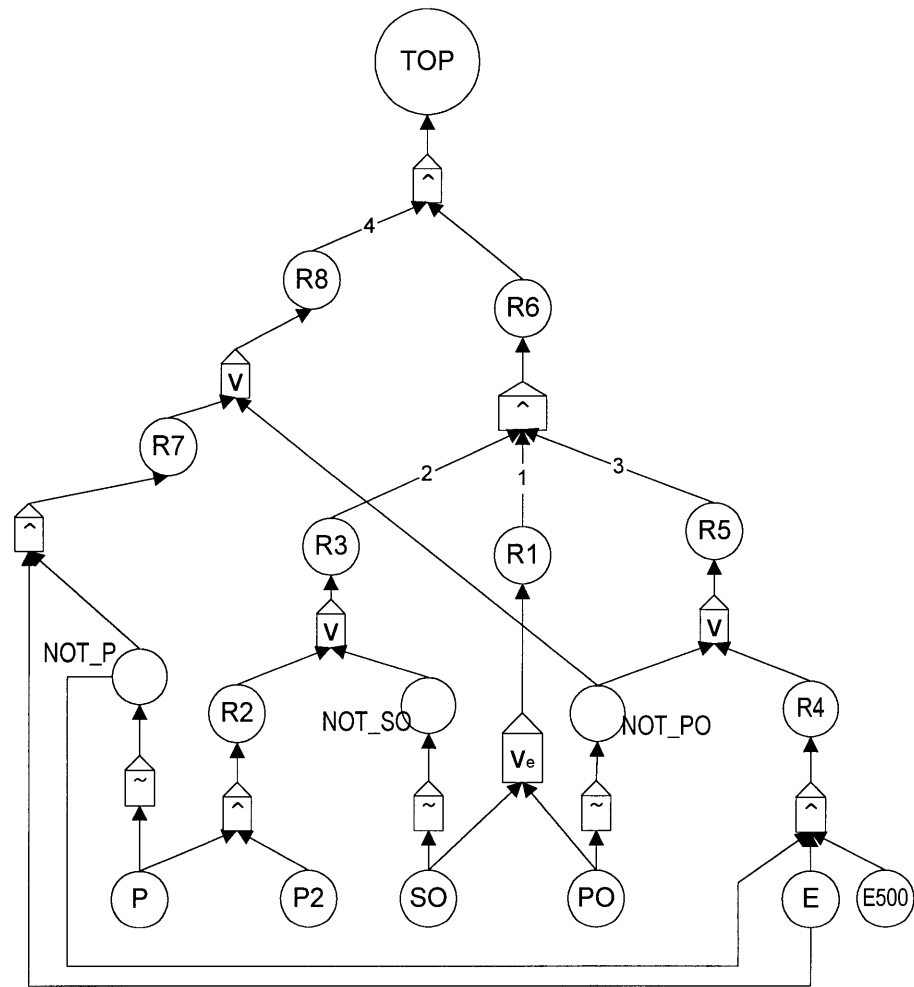 TOP
^
4
R8
R6
V
^
R7
2
1
3
^
R3
R1
R5
V
V
NOT_P
R2
NOT_SO
NOT_PO
R4
Ve
~
^
~
~
^
P
P2
SO
PO
E
E500